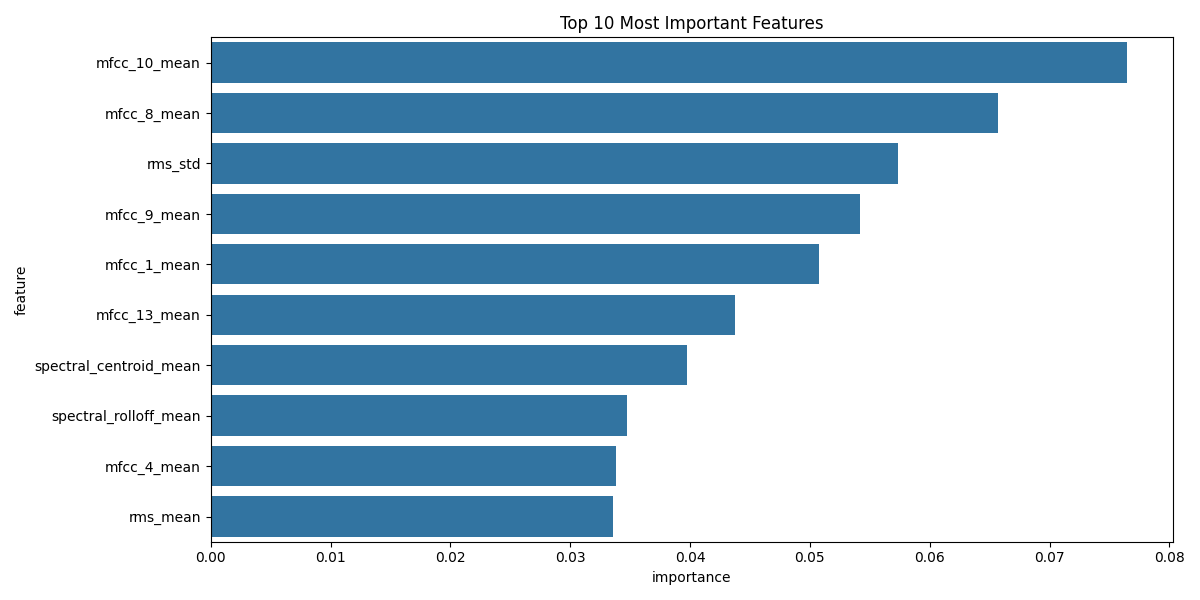 Top 10 Most Important Features
mfcc_10_mean
mfcc_8_mean
rms_std
mfcc_9_mean
mfcc_1_mean
mfcc_13_mean
spectral_centroid_mean
spectral_rolloff_mean
mfcc_4_mean
rms_mean
feature
0.00 0.01 0.02 0.03 0.04 0.05 0.06 0.07 0.08
importance